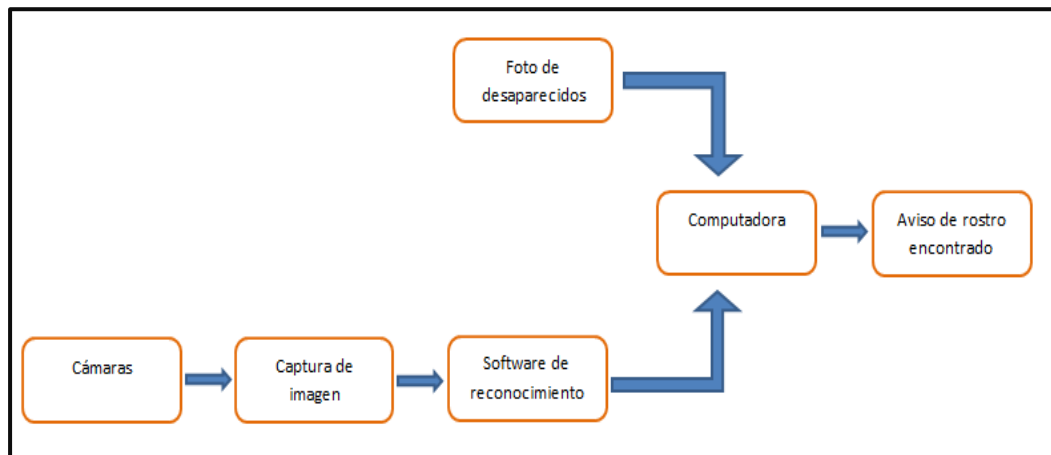 Foto de
desaparecidos
Computadora
Aviso de rostro
encontrado
Cámaras
Captura de
imagen
Software de
reconocimiento